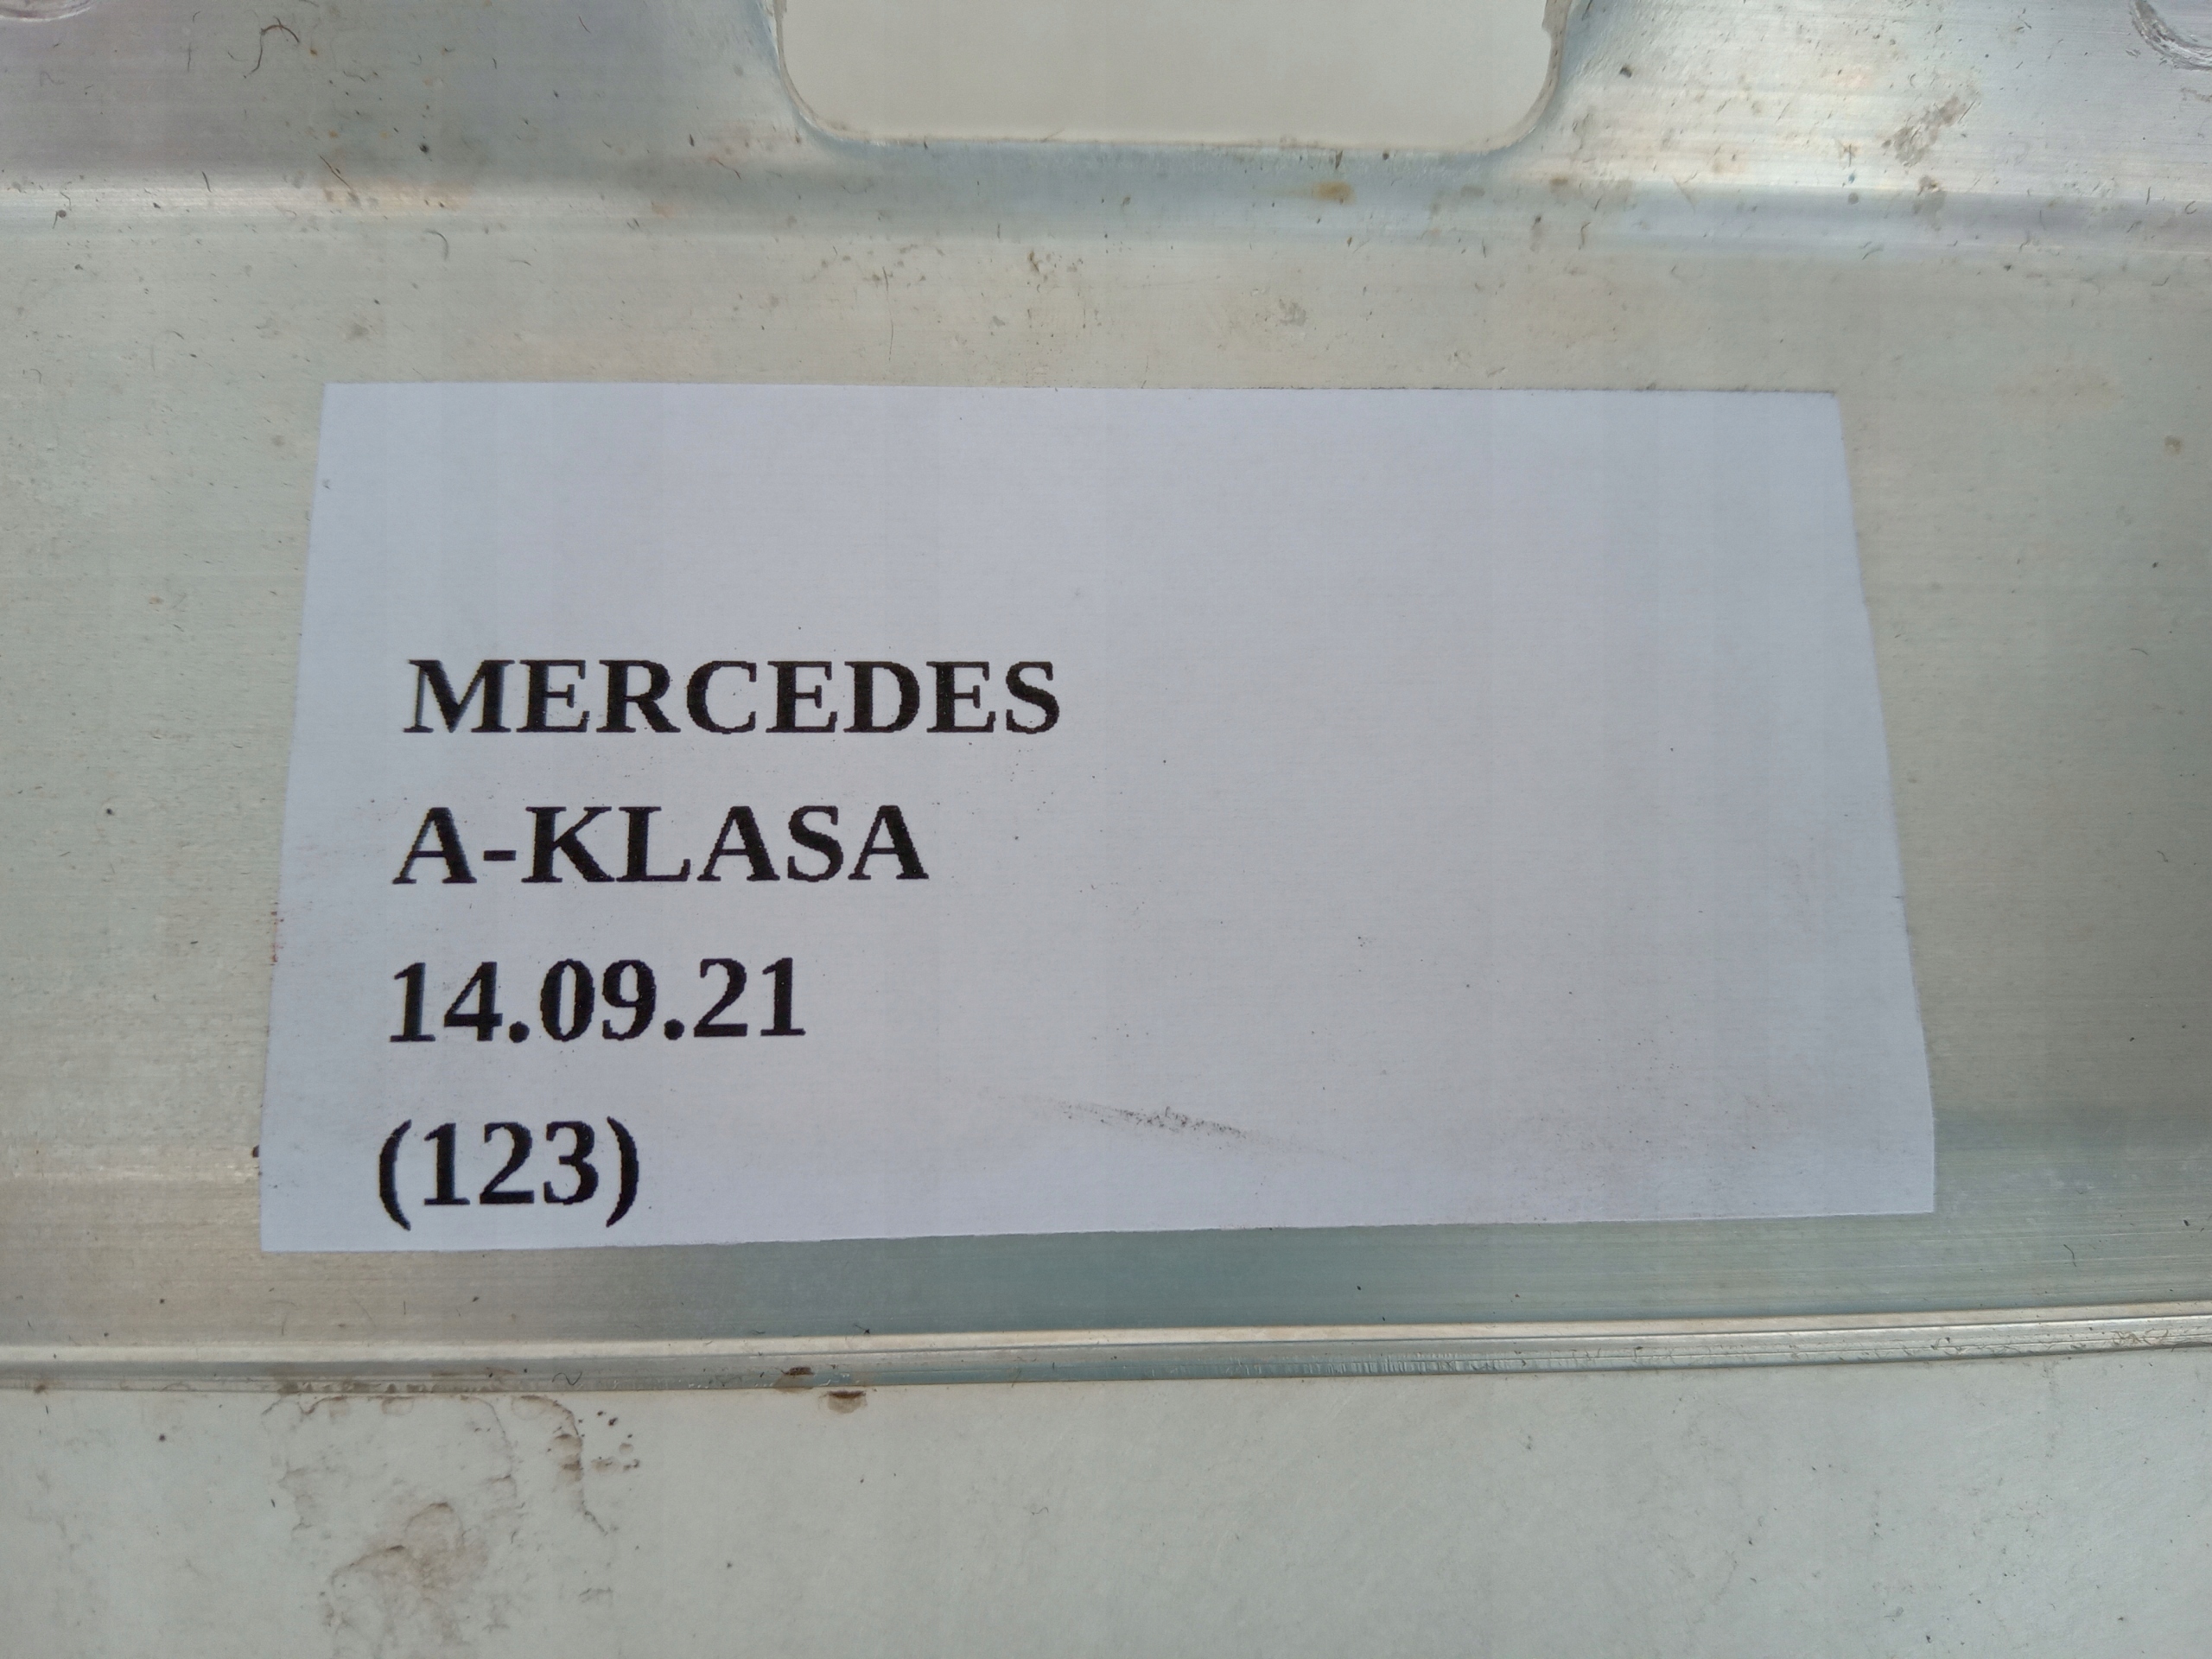 MERCEDES
A-KLASA
14.09.21
(123)